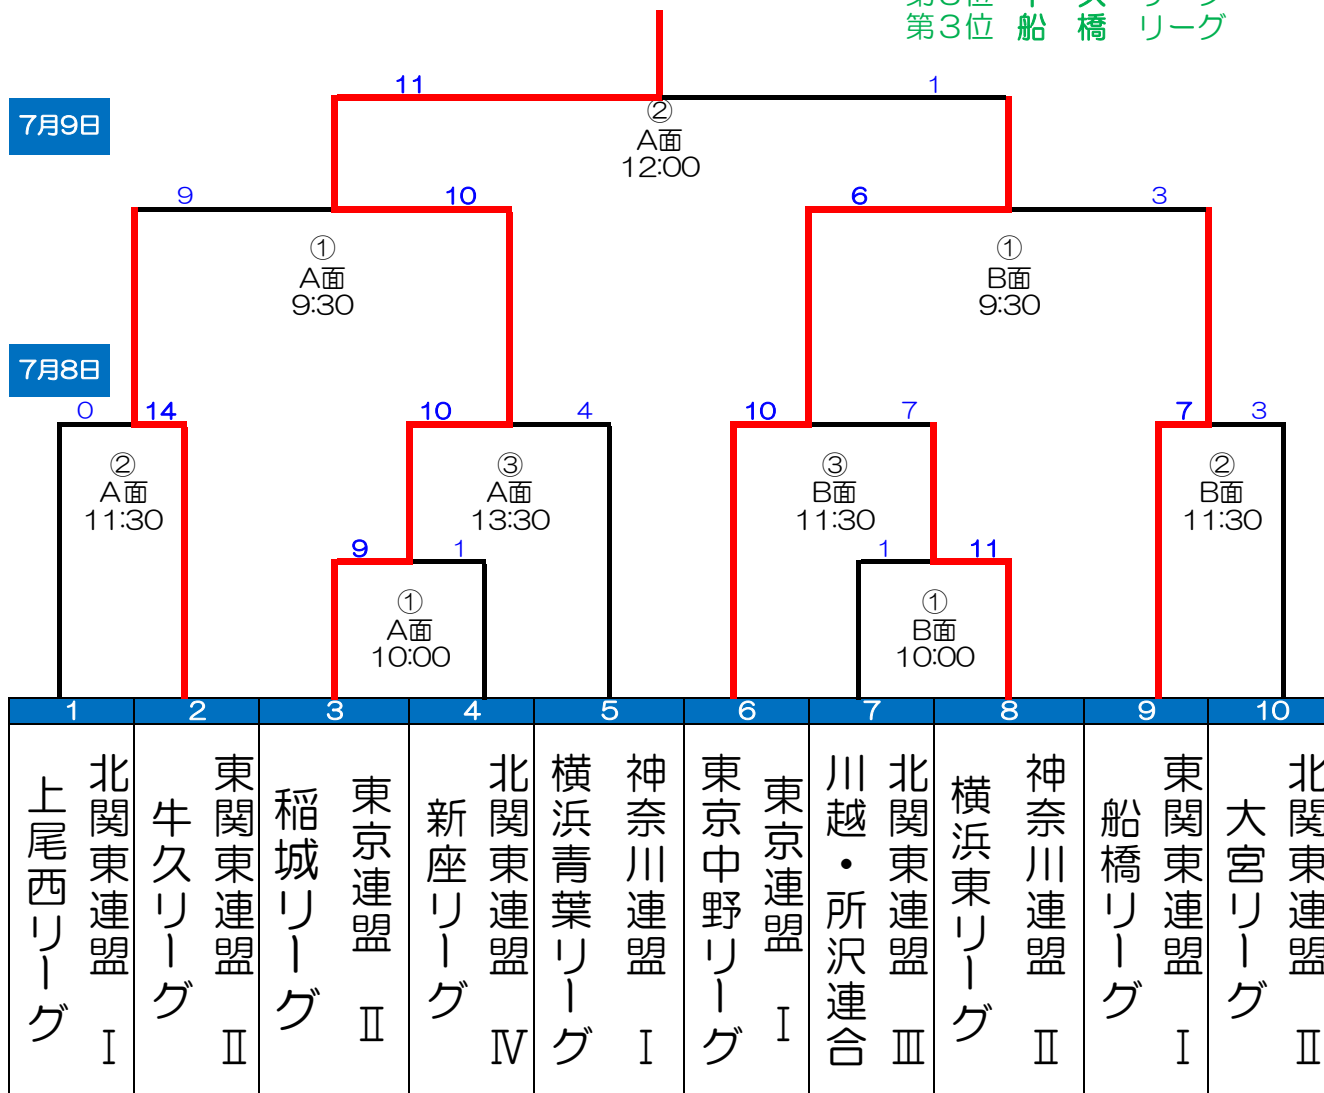 第3位 船 橋 リーグ
11
1
7月9日
②
A面
12:00
9
10
6
3
①
A面
9:30
①
B面
9:30
7月8日
0
14
10
4
10
7
7
3
②
A面
11:30
③
A面
13:30
③
B面
11:30
②
B面
11:30
9
1
1
11
①
A面
10:00
①
B面
10:00
1
2
3
4
5
6
7
8
9
10
北関東連盟 Ⅰ
上尾西リーグ
東関東連盟 Ⅱ
牛久リーグ
東京連盟 Ⅱ
稲城リーグ
北関東連盟 Ⅳ
新座リーグ
神奈川連盟 Ⅰ
横浜青葉リーグ
東京連盟 Ⅰ
東京中野リーグ
北関東連盟 Ⅲ
川越・所沢連合
神奈川連盟 Ⅱ
横浜東リーグ
東関東連盟 Ⅰ
船橋リーグ
北関東連盟 Ⅱ
大宮リーグ